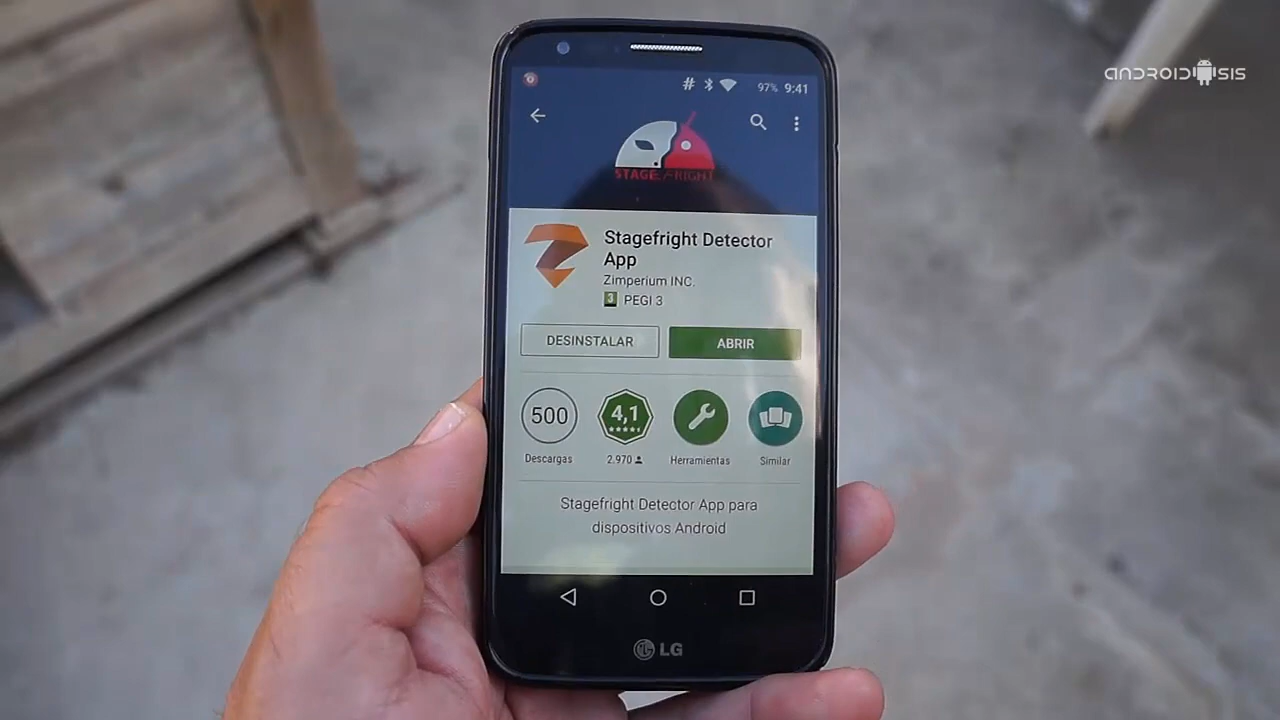 ANDROIDSIS
# 97% 9:41
STAGEFRIGHT
Stagefright Detector
App
Zimperium INC.
3 PEGI 3
DESINSTALAR ABRIR
500 4,1
Descargas 2.970 Herramientas Similar
Stagefright Detector App para
dispositivos Android
LG